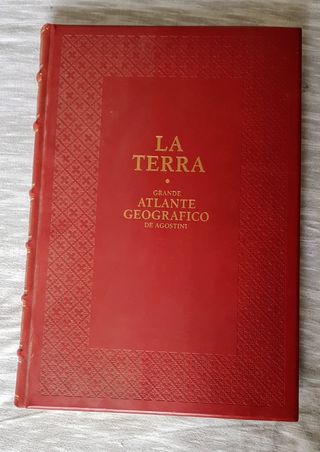 LA
TERRA
GRANDE
ATLANTE
GEOGRAFICO
DE AGOSTINI